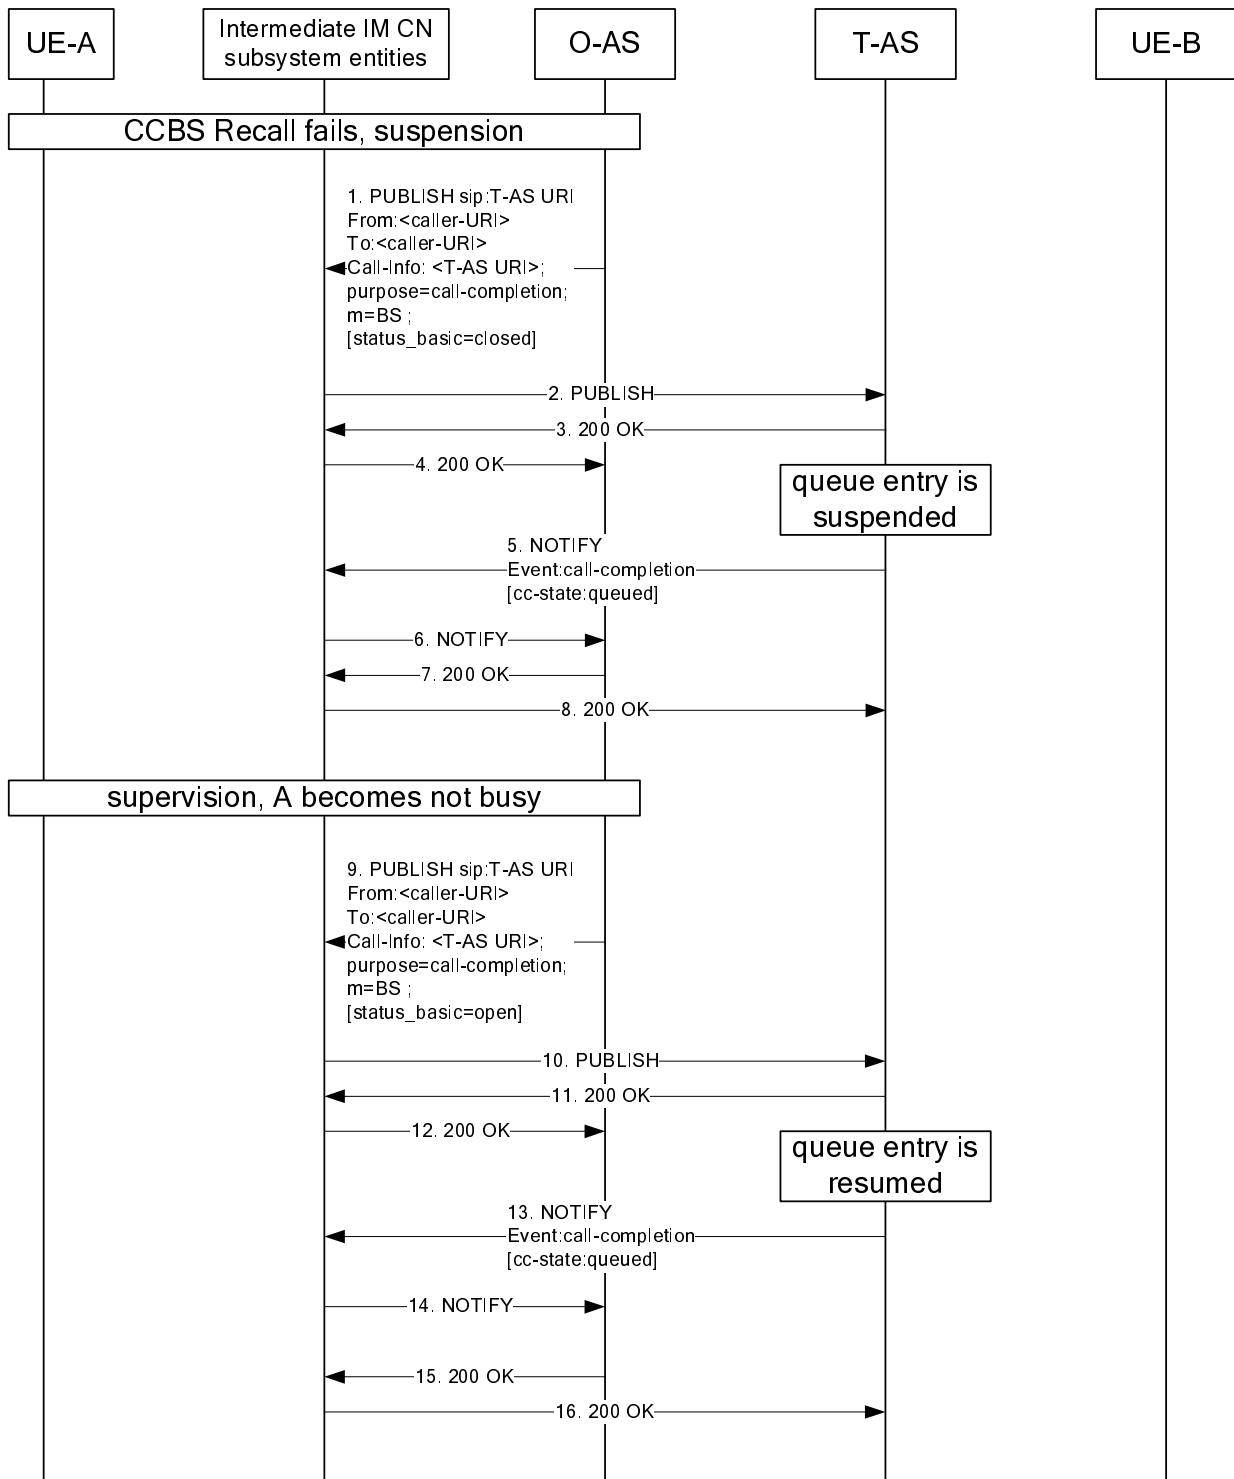 UE-A
Intermediate IM CN
subsystem entities
O-AS
T-AS
UE-B
CCBS Recall fails, suspension
1. PUBLISH sip:T-AS URI
From:<caller-URI>
To:<caller-URI>
Call-Info: <T-AS URI>;
purpose=call-completion;
m=BS ;
[status_basic=closed]
2. PUBLISH
3. 200 OK
4. 200 OK
queue entry is
suspended
5. NOTIFY
Event:call-completion
[cc-state:queued]
6. NOTIFY
7. 200 OK
8. 200 OK
supervision, A becomes not busy
9. PUBLISH sip:T-AS URI
From:<caller-URI>
To:<caller-URI>
Call-Info: <T-AS URI>;
purpose=call-completion;
m=BS ;
[status_basic=open]
10. PUBLISH
11. 200 OK
12. 200 OK
queue entry is
resumed
13. NOTIFY
Event:call-completion
[cc-state:queued]
14. NOTIFY
15. 200 OK
16. 200 OK